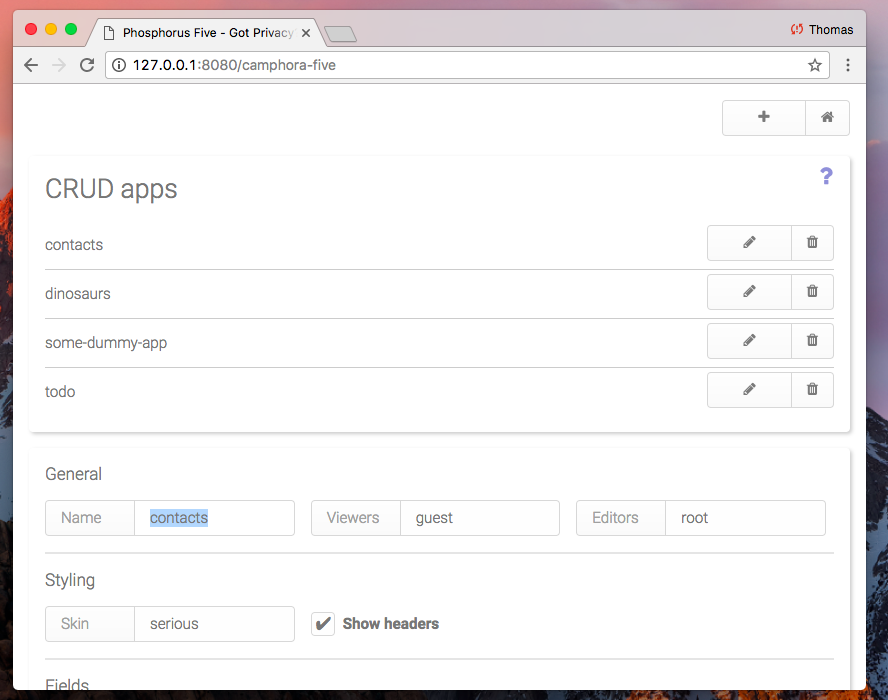 Phosphorus Five - Got Privacy
Thomas
127.0.0.1:8080/camphora-five
CRUD apps
?
contacts
dinosaurs
some-dummy-app
todo
General
Name contacts Viewers guest Editors root
Styling
Skin serious Show headers
Fields